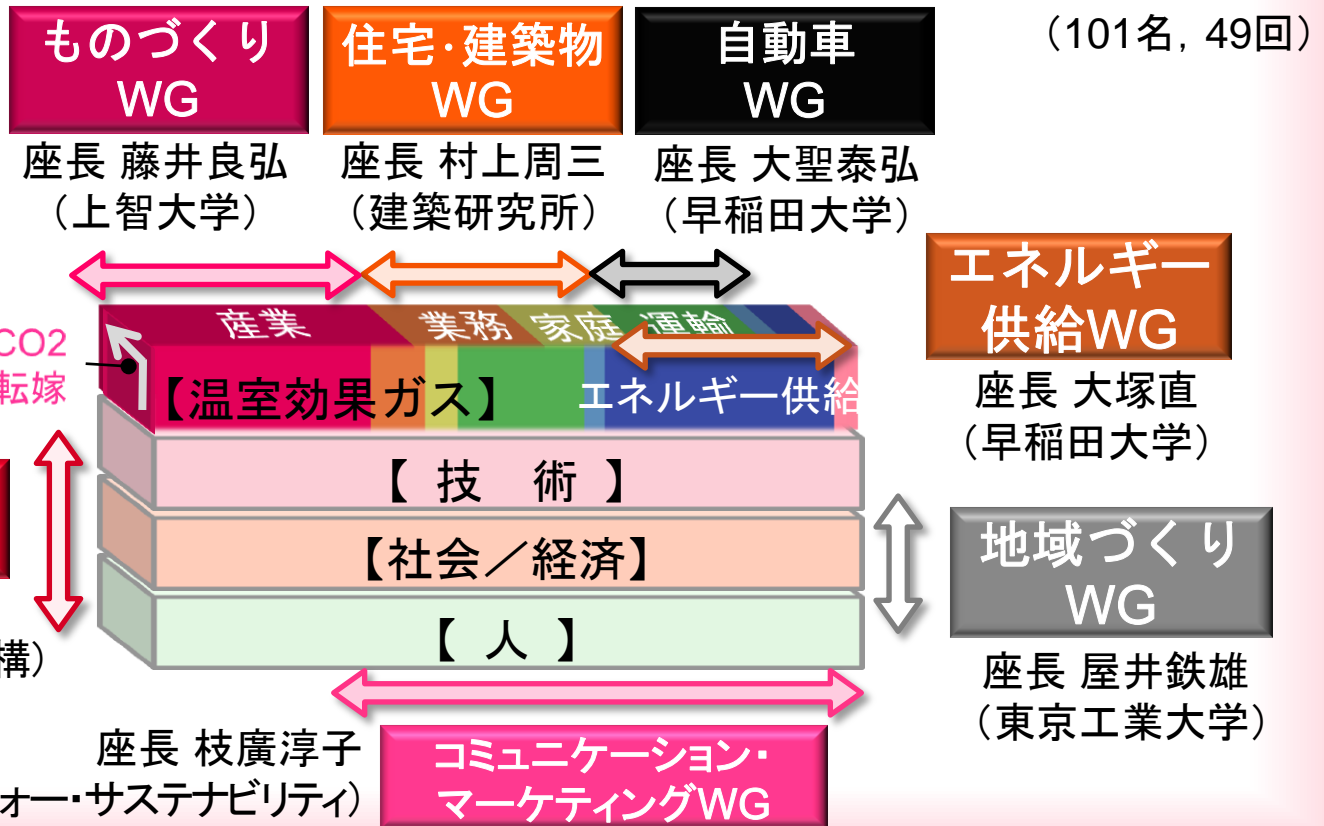 (101名, 49回)
ものづくり
WG
座長 藤井良弘
(上智大学)
住宅・建築物
WG
座長 村上周三
(建築研究所)
自動車
WG
座長 大聖泰弘
(早稲田大学)
エネルギー
供給WG
座長 大塚直
(早稲田大学)
産業
業務
家庭
運輸
CO2
転嫁
【温室効果ガス】
エネルギー供給
【 技 術 】
【社会／経済】
【 人 】
地域づくり
WG
座長 屋井鉄雄
(東京工業大学)
構)
座長 枝廣淳子
ォー・サステナビリティ)
コミュニケーション・
マーケティングWG